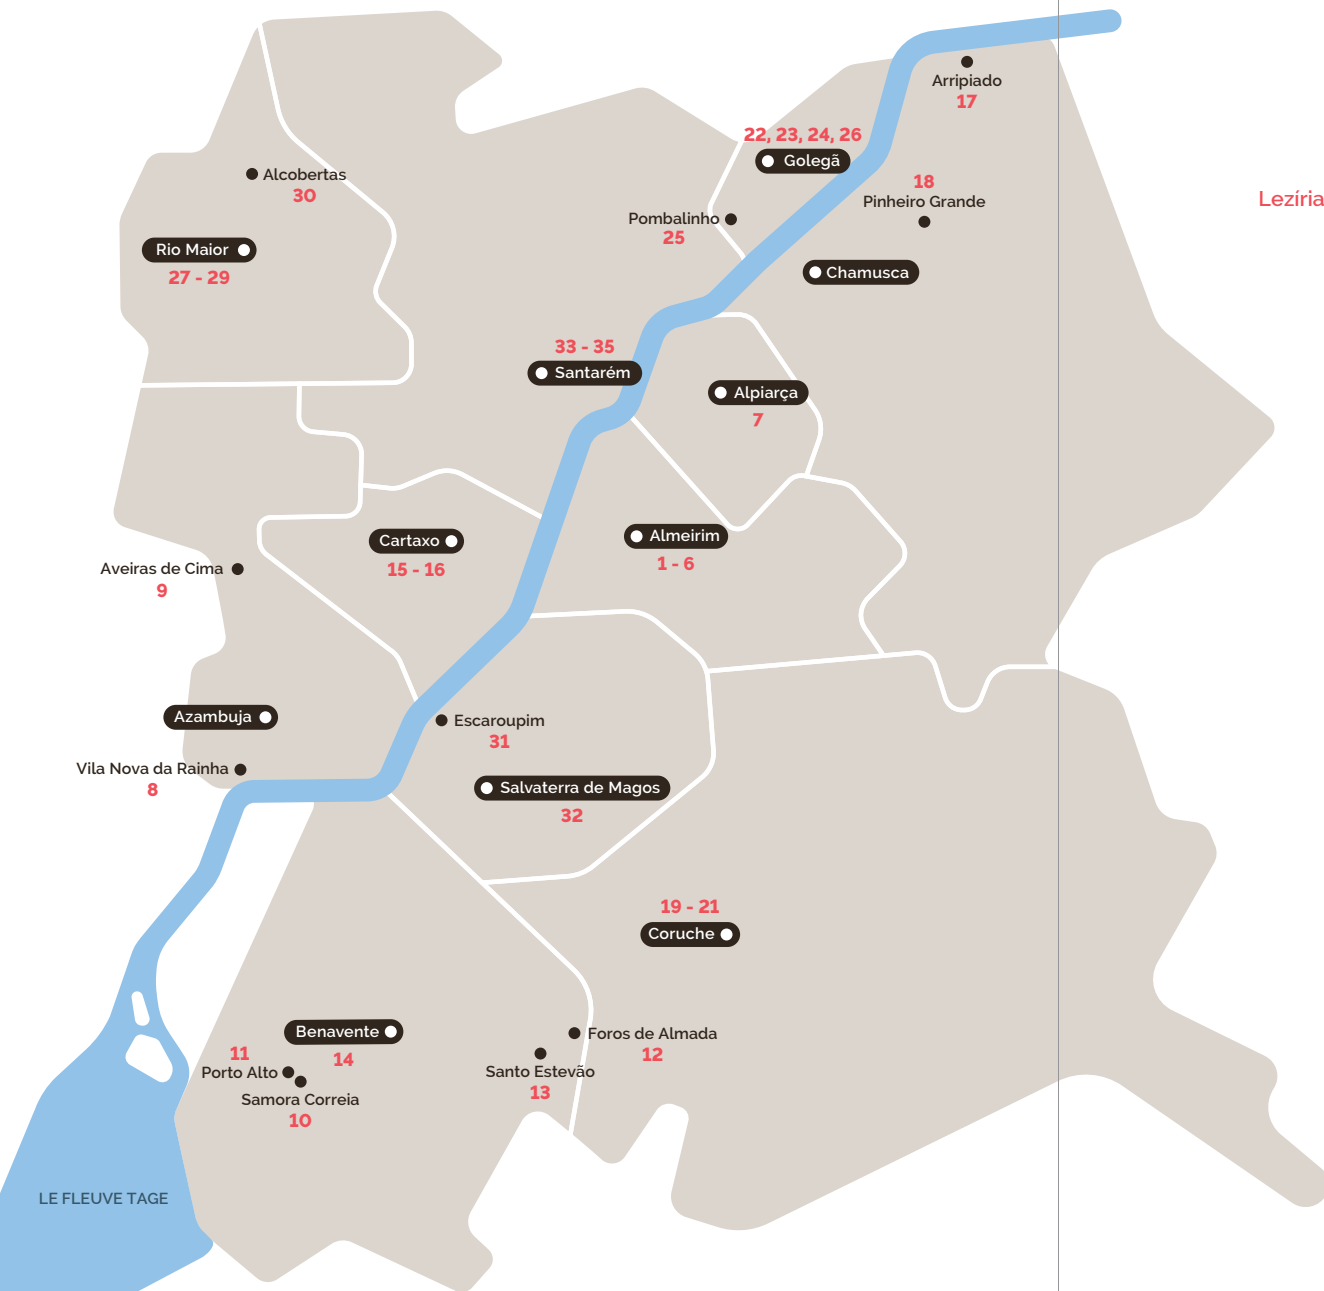 Arripiado
17
22, 23, 24, 26
Golegã
Alcobertas
30
18
Pinheiro Grande
Lezíria
Pombalinho
25
Rio Maior
27 - 29
Chamusca
33 - 35
Santarém
Alpiarça
7
Cartaxo
15 - 16
Almeirim
1 - 6
Aveiras de Cima
9
Azambuja
Escaroupim
31
Vila Nova da Rainha
8
Salvaterra de Magos
32
19 - 21
Coruche
Benavente
14
Foros de Almada
12
11
Porto Alto
Santo Estevão
13
Samora Correia
10
LE FLEUVE TAGE